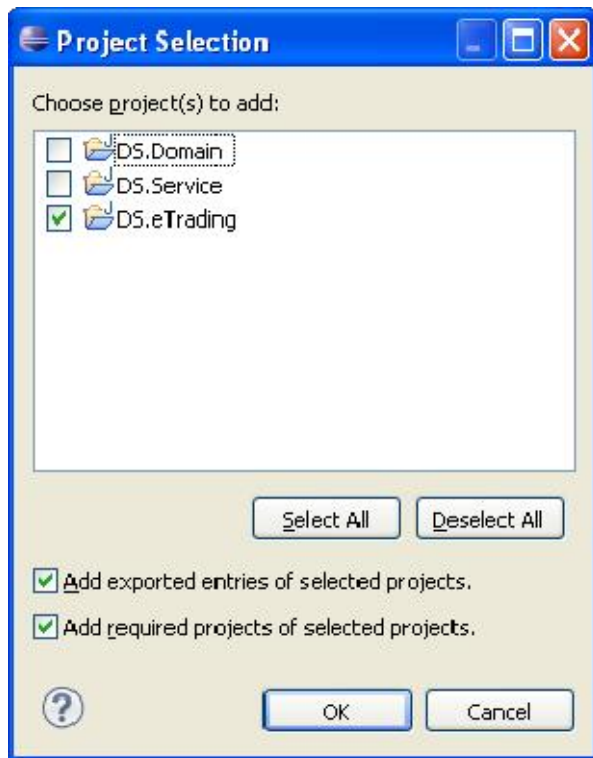 Project Selection
Choose project(s) to add:
DS.Domain
DS.Service
DS.eTrading
Select All Deselect All
Add exported entries of selected projects.
Add required projects of selected projects.
? OK Cancel